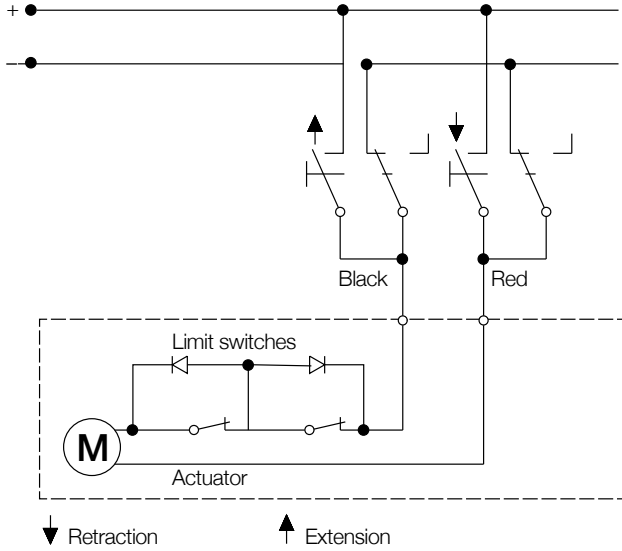 +
–
Black
Red
Limit switches
M
Actuator
Retraction
Extension